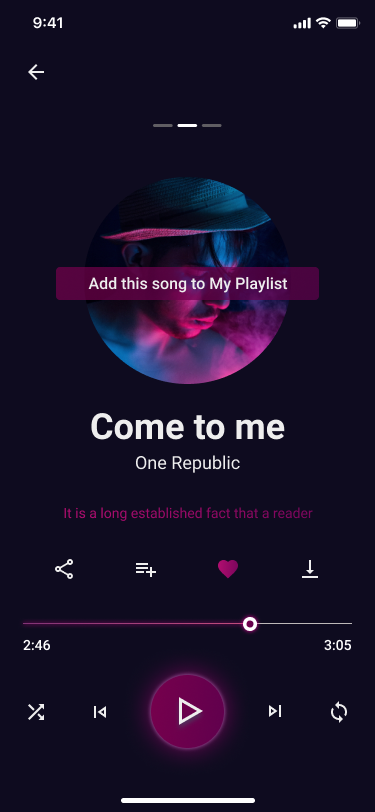 9:41
Add this song to My Playlist
Come to me
One Republic
It is a long established fact that a reader
2:46
3:05